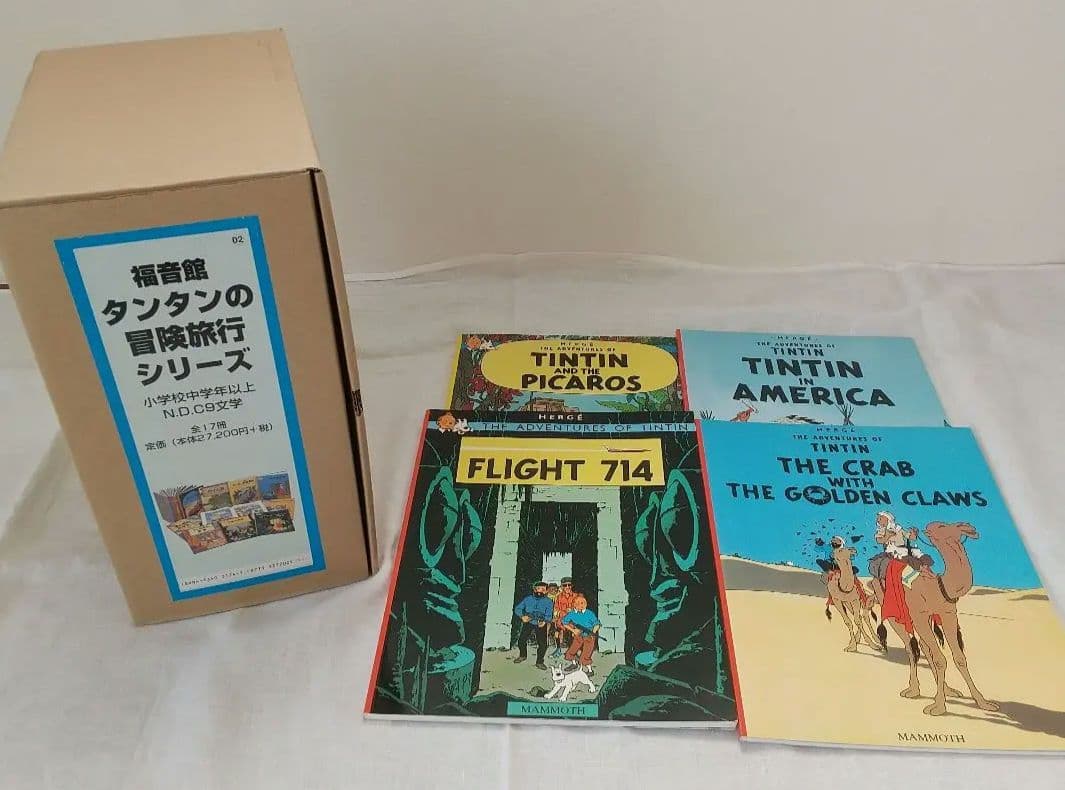 02
福音館
タンタンの
冒険旅行
シリーズ
小学校中学年以上
N.D.C9文学
全17冊
定価(本体27,200円+税)
HERGÉ
THE ADVENTURES OF
TINTIN
AND THE
PICAROS
HERGÉ
THE ADVENTURES OF
TINTIN
TINTIN
IN
AMERICA
HERGÉ
THE ADVENTURES OF TINTIN
FLIGHT 714
MAMMOTH
HERGÉ
THE ADVENTURES OF
TINTIN
THE CRAB
WITH
THE GOLDEN CLAWS
MAMMOTH